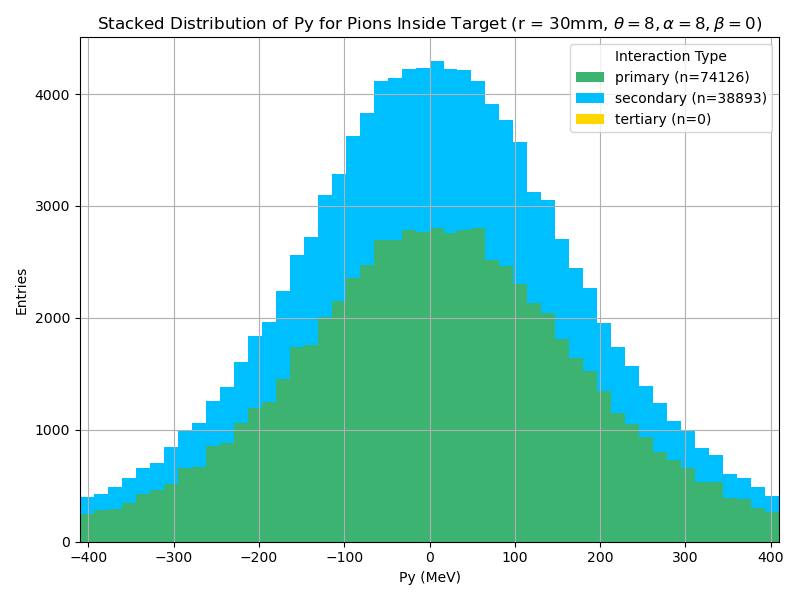 Stacked Distribution of Py for Pions Inside Target (r = 30mm, θ = 8, α = 8, β = 0)
Interaction Type
primary (n=74126)
secondary (n=38893)
tertiary (n=0)
Entries
4000
3000
2000
1000
0
−400
−300
−200
−100
0
100
200
300
400
Py (MeV)